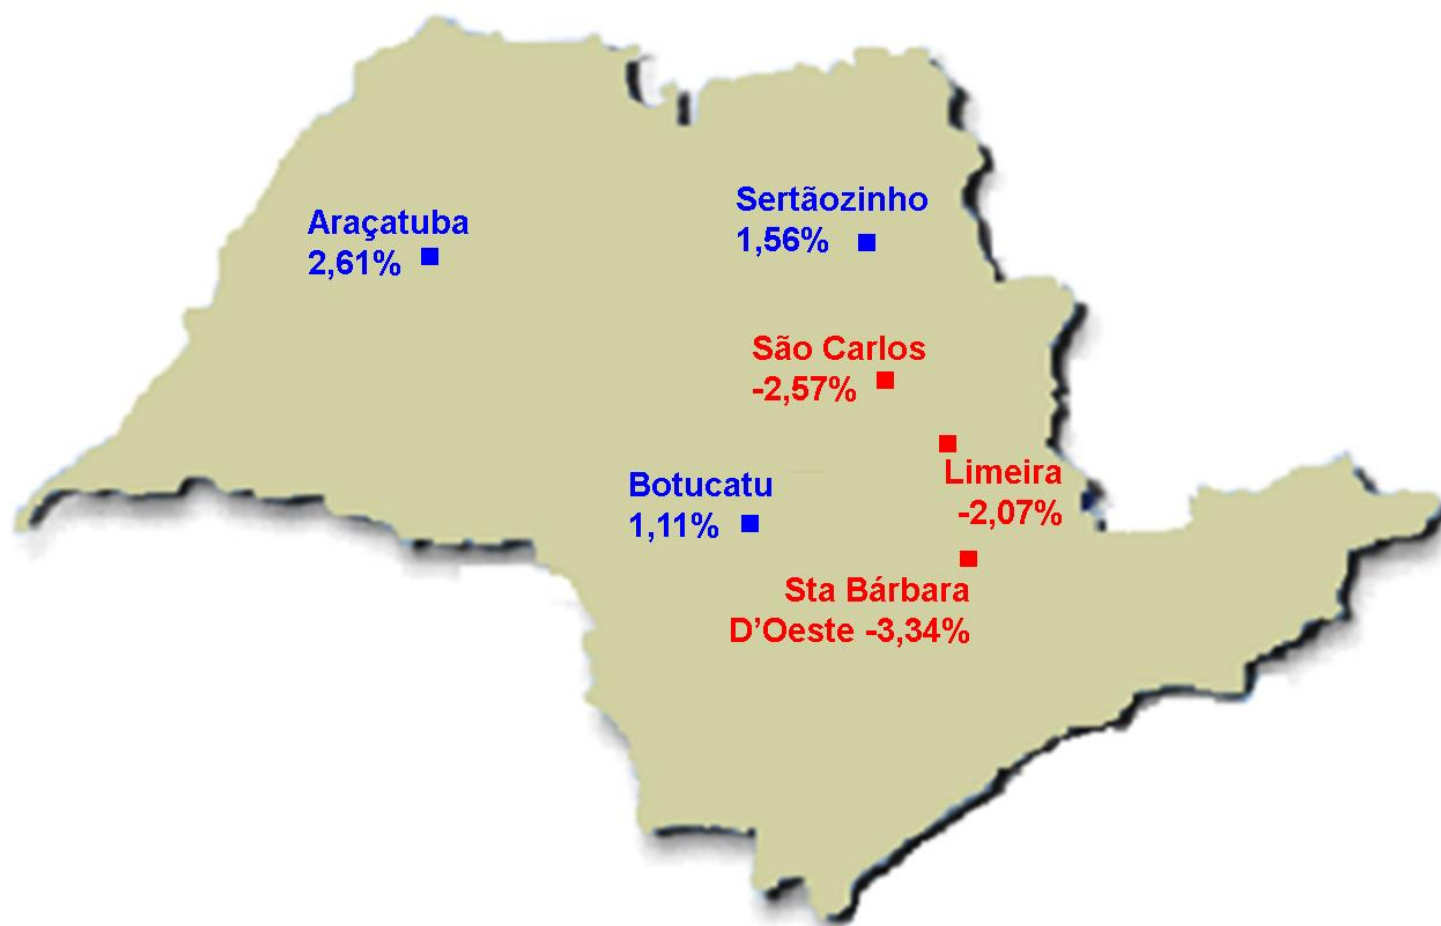 Sertãozinho
1,56%
Araçatuba
2,61%
São Carlos
-2,57%
Limeira
-2,07%
Botucatu
1,11%
Sta Bárbara
D’Oeste -3,34%